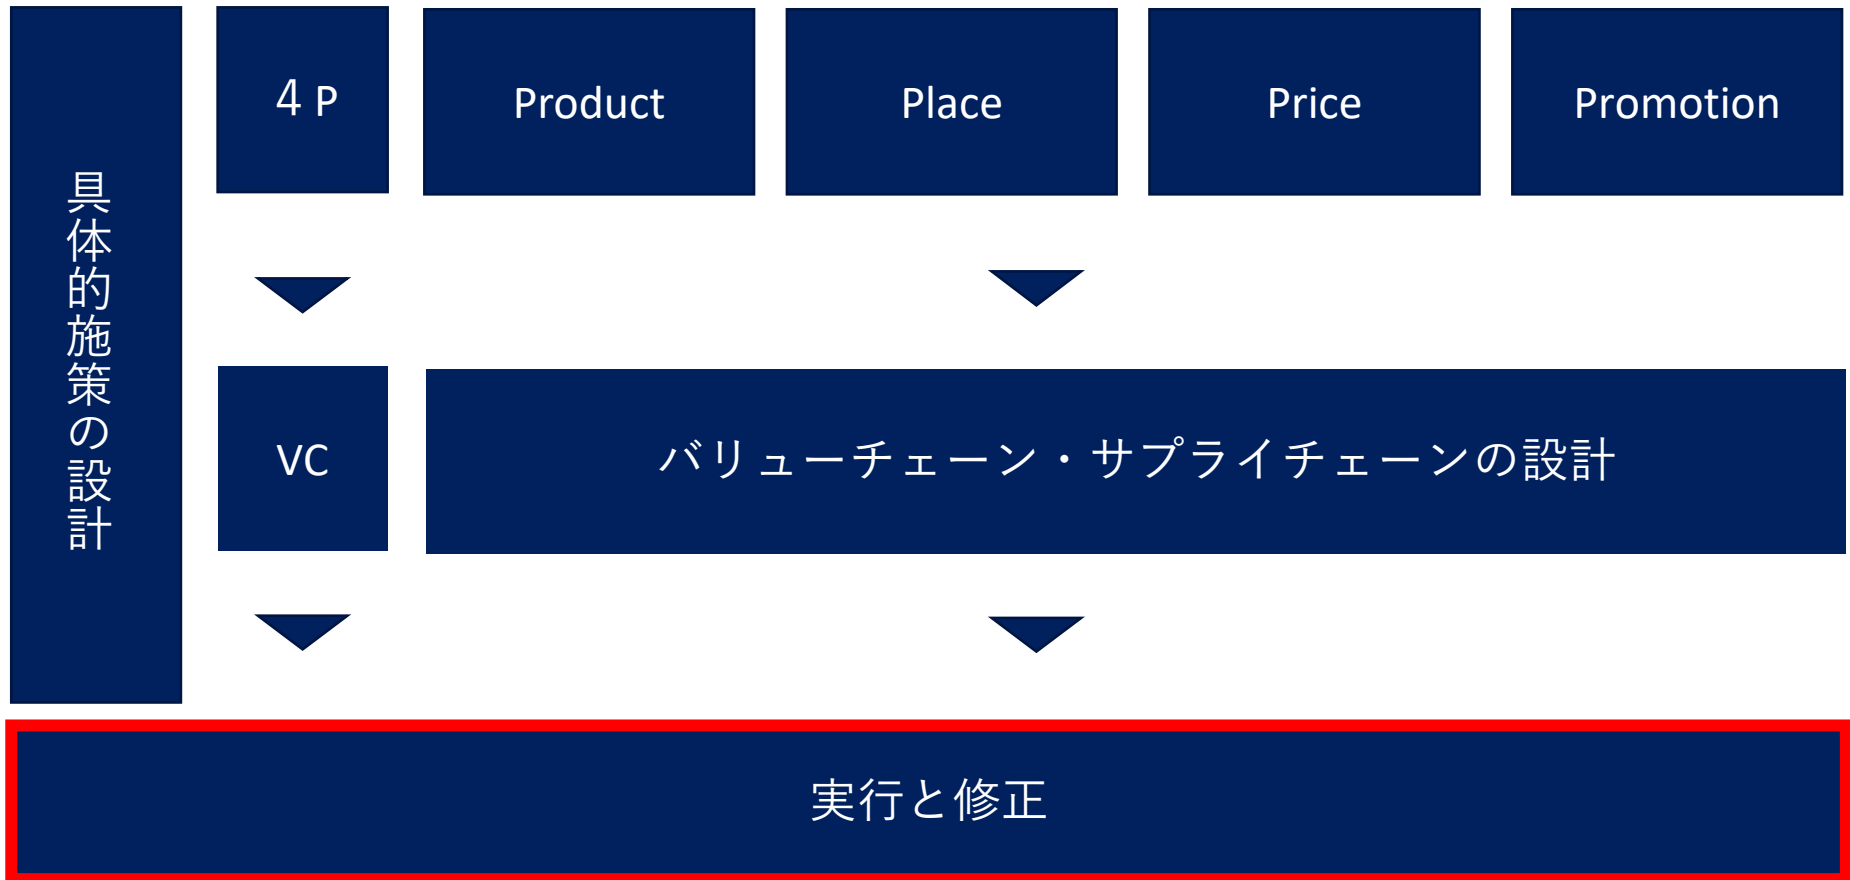 具体的施策の設計
4 P
Product
Place
Price
Promotion
VC
バリューチェーン・サプライチェーンの設計
実行と修正